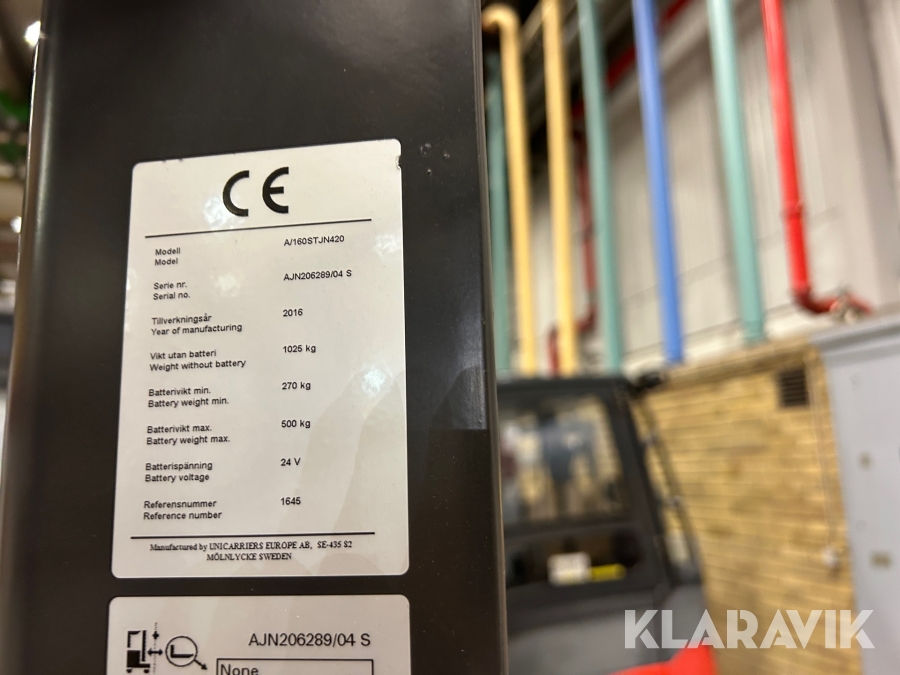 CE
Modell
Model
A/160STJN420
Serie nr.
Serial no.
AJN206289/04 S
Tillverkningsår
Year of manufacturing
2016
Vikt utan batteri
Weight without battery
1025 kg
Batterivikt min.
Battery weight min.
270 kg
Batterivikt max.
Battery weight max.
500 kg
Batterispänning
Battery voltage
24 V
Referensnummer
Reference number
1645
Manufactured by UNICARRIERS EUROPE AB, SE-435 82
MÖLNLYCKE SWEDEN
AJN206289/04 S
None
KLARAVIK